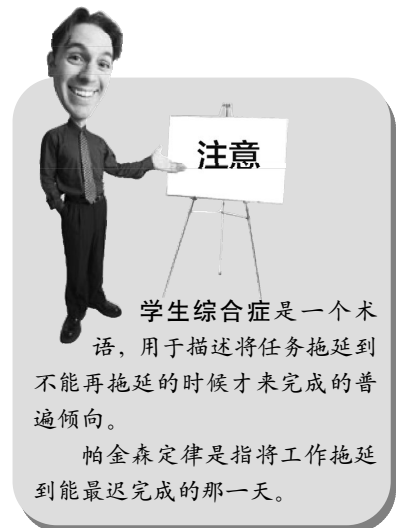 注意
学生综合症是一个术
语，用于描述将任务拖延到
不能再拖延的时候才来完成的普
遍倾向。
帕金森定律是指将工作拖延
到能最迟完成的那一天。